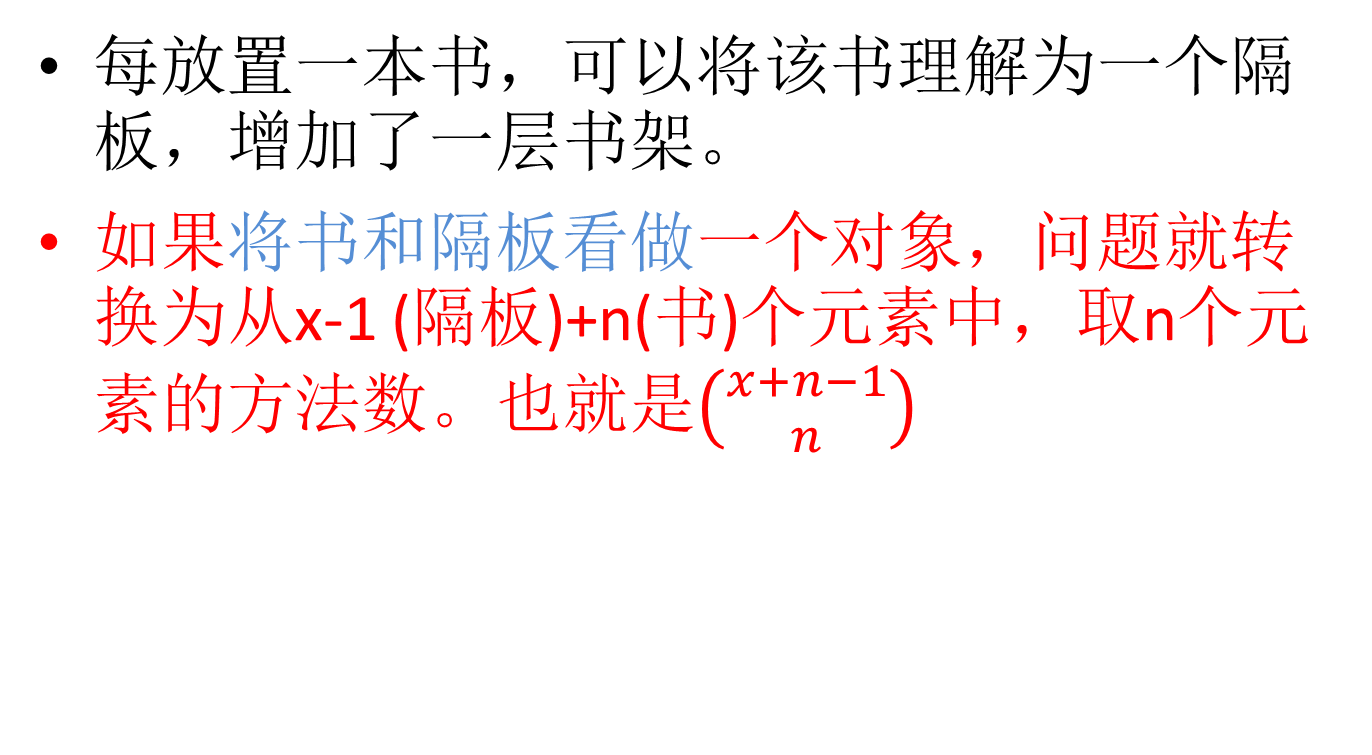 • 每放置一本书，可以将该书理解为一个隔
板，增加了一层书架。
• 如果将书和隔板看做一个对象，问题就转
换为从x-1 (隔板)+n(书)个元素中，取n个元
素的方法数。也就是$\binom{x+n-1}{n}$